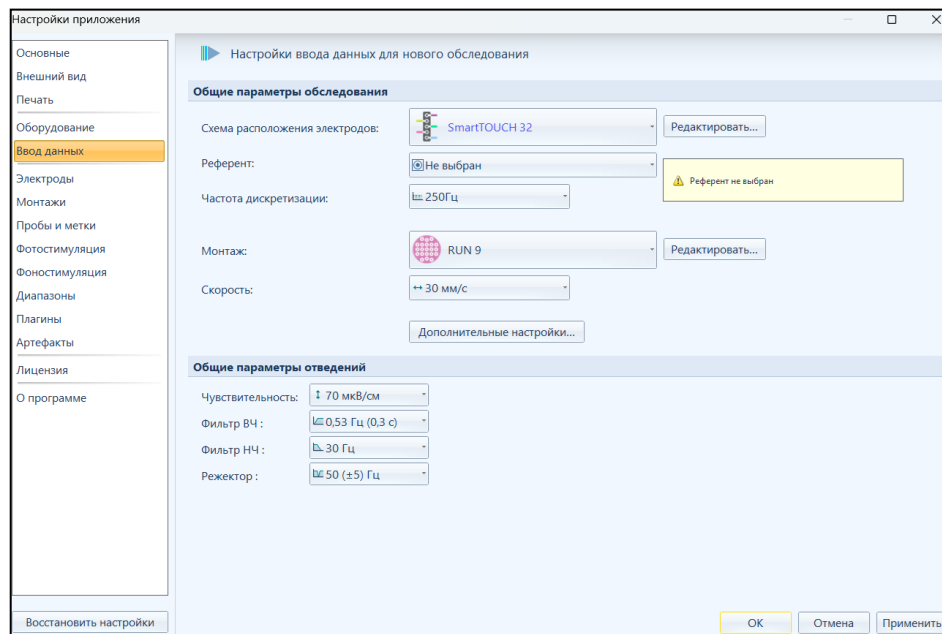 Настройки приложения
Основные
Внешний вид
Печать
Оборудование
Ввод данных
Электроды
Монтажи
Пробы и метки
Фотостимуляция
Фоностимуляция
Диапазоны
Плагины
Артефакты
Лицензия
О программе
Восстановить настройки
Настройки ввода данных для нового обследования
Общие параметры обследования
Схема расположения электродов: SmartTOUCH 32 Редактировать...
Референт: Не выбран Референт не выбран
Частота дискретизации: 250Гц
Монтаж: RUN 9 Редактировать...
Скорость: 30 мм/с
Дополнительные настройки...
Общие параметры отведений
Чувствительность: 70 мкВ/см
Фильтр ВЧ : 0,53 Гц (0,3 с)
Фильтр НЧ : 30 Гц
Режектор : 50 (±5) Гц
ОК Отмена Применить